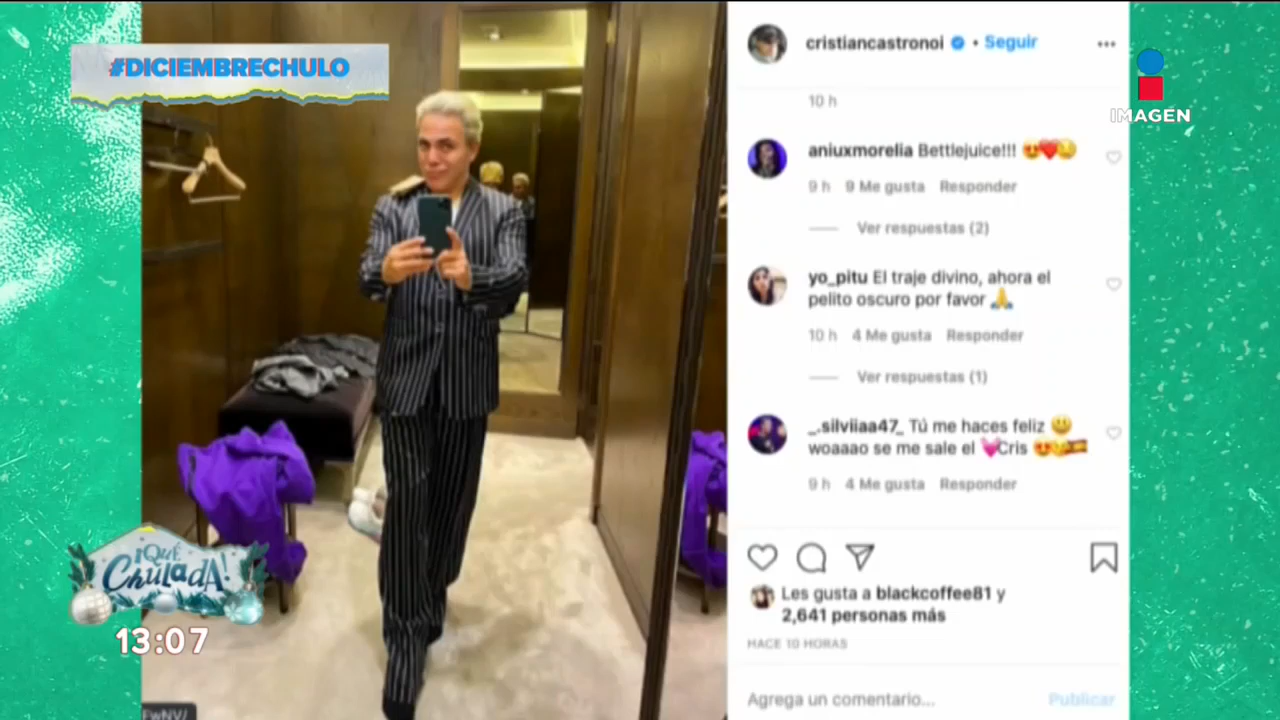 #DICIEMBRECHULO
cristiancastronoi • Seguir
10 h
IMAGEN
aniuxmorelia Bettlejuice!!! 
9 h 9 Me gusta Responder
Ver respuestas (2)
yo_pitu El traje divino, ahora el
pelito oscuro por favor 🙏
10 h 4 Me gusta Responder
Ver respuestas (1)
_.silviiaa47_ Tú me haces feliz 😃
woaaao se me sale el 💓Cris
9 h 4 Me gusta Responder
Les gusta a blackcoffee81 y
2,641 personas más
HACE 10 HORAS
Agrega un comentario... Publicar
¡QUÉ
ChuladA!
13:07